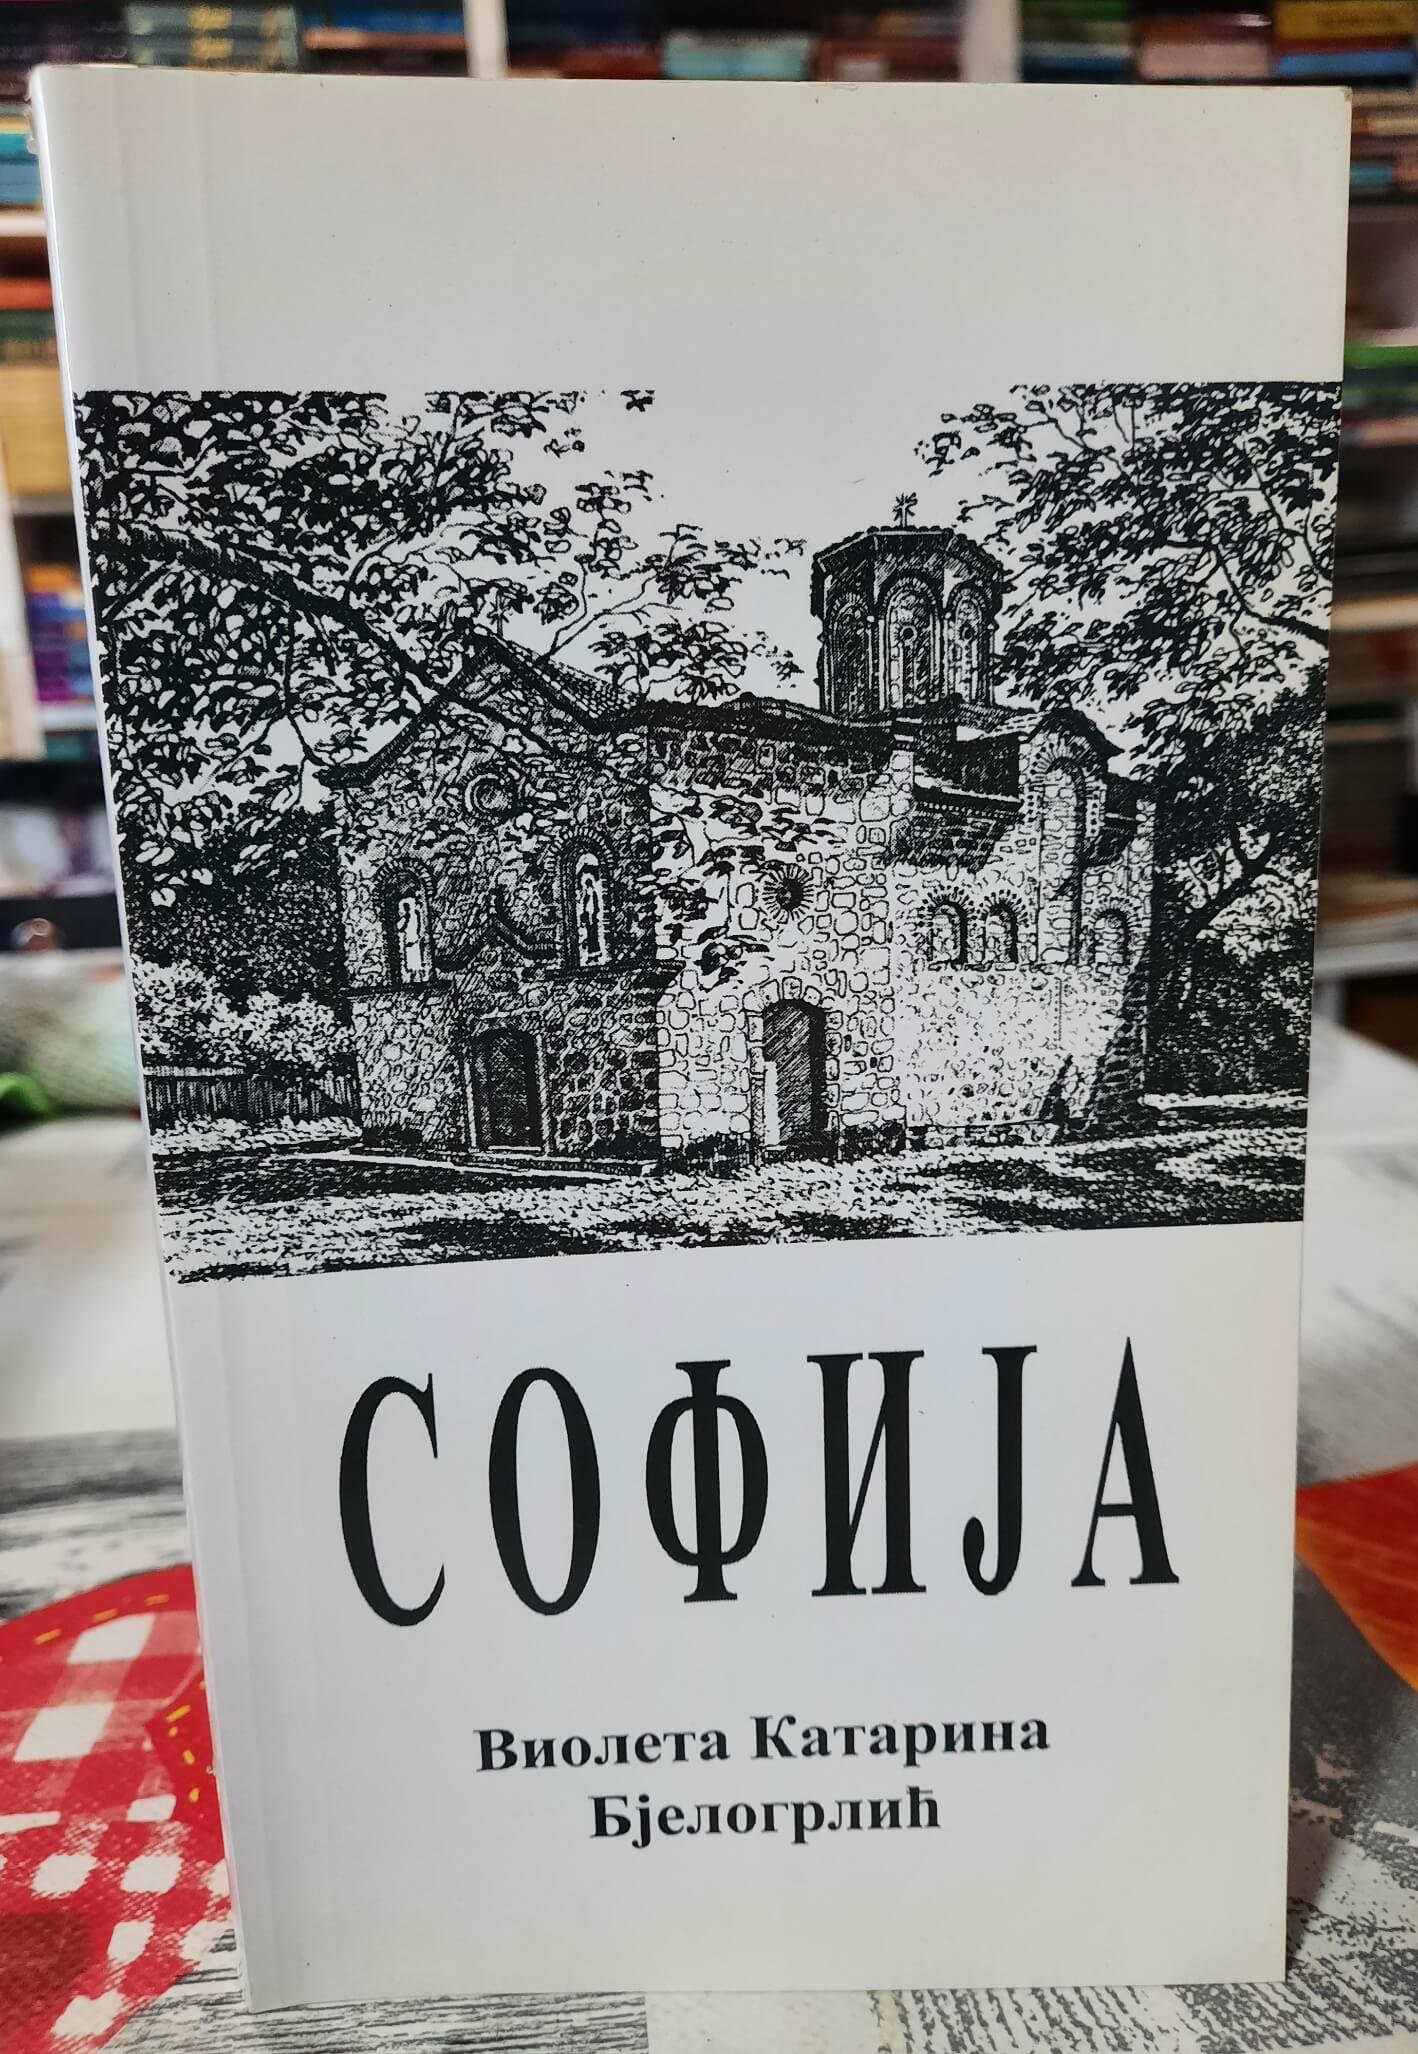 СОФИЈА
Виолета Катарина
Бјелогрлић